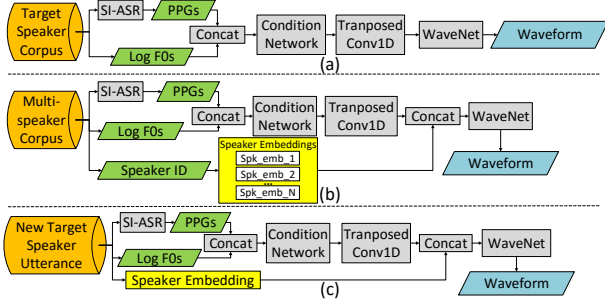 Target
Speaker
Corpus
SI-ASR
PPGs
Log F0s
Concat
Condition
Network
Tranposed
Conv1D
WaveNet
Waveform
(a)
Multi-
speaker
Corpus
SI-ASR
PPGs
Log F0s
Speaker ID
Concat
Condition
Network
Tranposed
Conv1D
Concat
WaveNet
Waveform
Speaker Embeddings
Spk_emb_1
Spk_emb_2
...
Spk_emb_N
(b)
New Target
Speaker
Utterance
SI-ASR
PPGs
Log F0s
Speaker Embedding
Concat
Condition
Network
Tranposed
Conv1D
Concat
WaveNet
Waveform
(c)